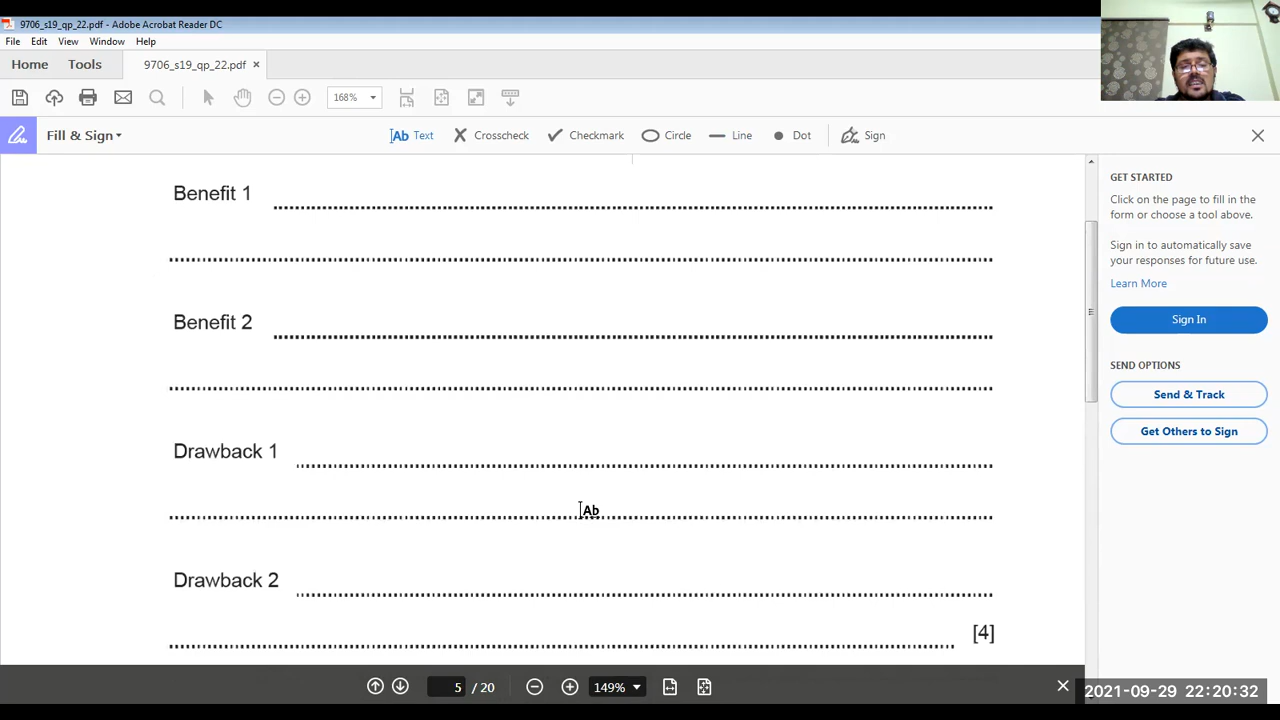 9706_s19_qp_22.pdf - Adobe Acrobat Reader DC
File Edit View Window Help
Home Tools 9706_s19_qp_22.pdf ×
168%
Fill & Sign
Ab Text Crosscheck Checkmark Circle Line Dot Sign
Benefit 1
Benefit 2
Drawback 1
Ab
Drawback 2
[4]
GET STARTED
Click on the page to fill in the
form or choose a tool above.
Sign in to automatically save
your responses for future use.
Learn More
Sign In
SEND OPTIONS
Send & Track
Get Others to Sign
5 / 20 149%
2021-09-29 22:20:32